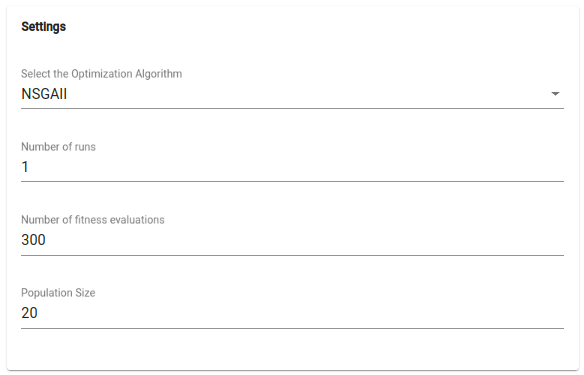 Settings
Select the Optimization Algorithm
NSGAII
Number of runs
1
Number of fitness evaluations
300
Population Size
20